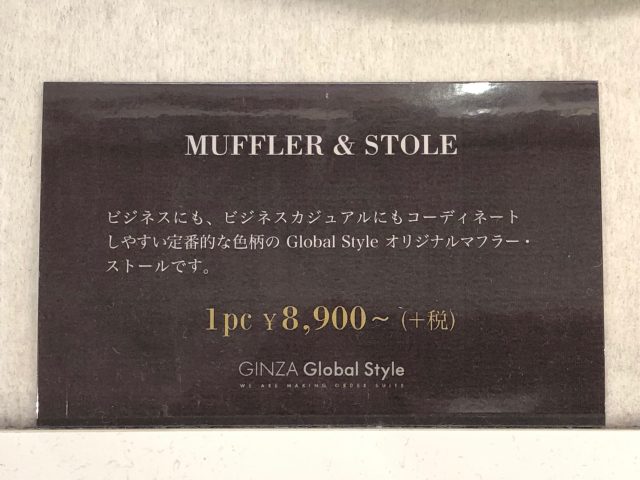 MUFFLER & STOLE
ビジネスにも、ビジネスカジュアルにもコーディネート
しやすい定番的な色柄の Global Style オリジナルマフラー・
ストールです。
1pc ¥8,900~ (+税)
GINZA Global Style
WE ARE MAKING ORDER SUITS